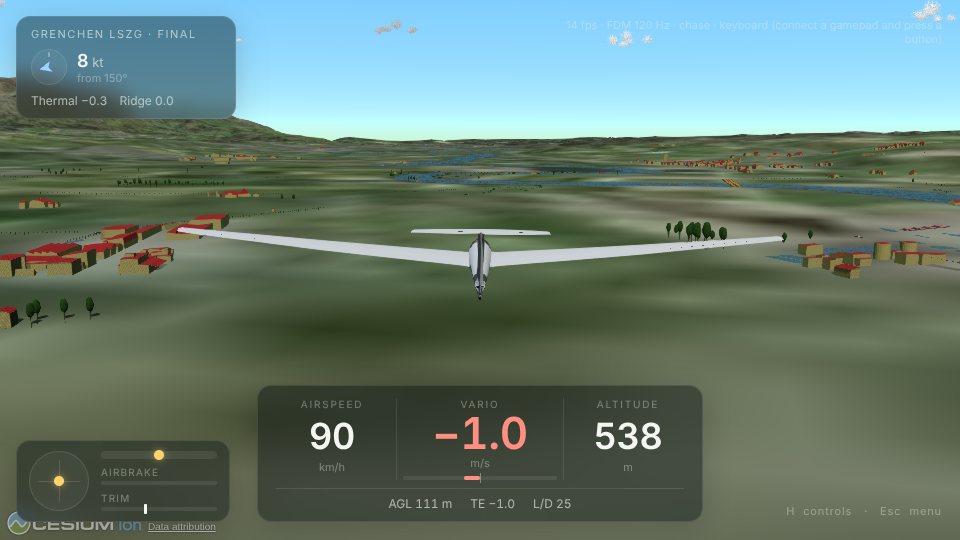 GRENCHEN LSZG · FINAL
8 kt
from 150°
Thermal −0.3 Ridge 0.0
14 fps · FDM 120 Hz · chase · keyboard (connect a gamepad and press a
button)
AIRSPEED
90
km/h
VARIO
−1.0
m/s
ALTITUDE
538
m
AGL 111 m TE −1.0 L/D 25
AIRBRAKE
TRIM
CESIUM ion Data attribution
H controls · Esc menu